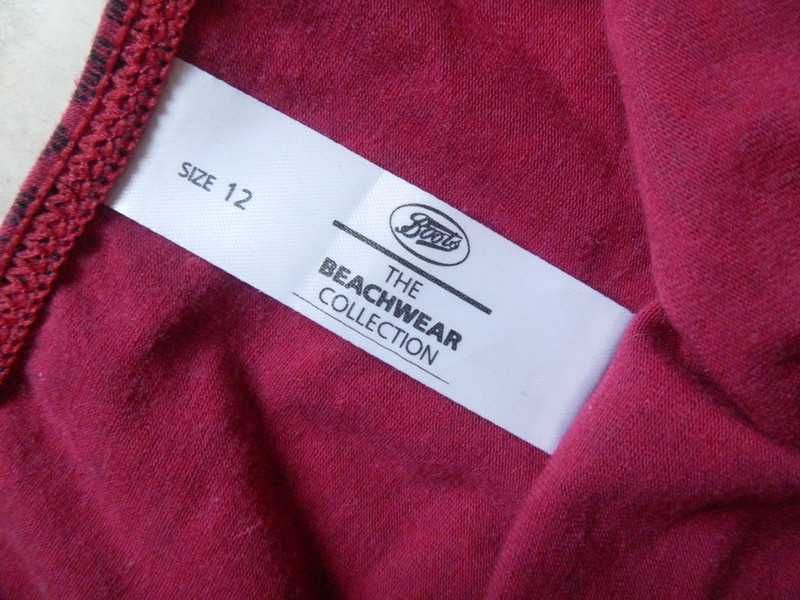 SIZE 12
Boots
THE
BEACHWEAR
COLLECTION